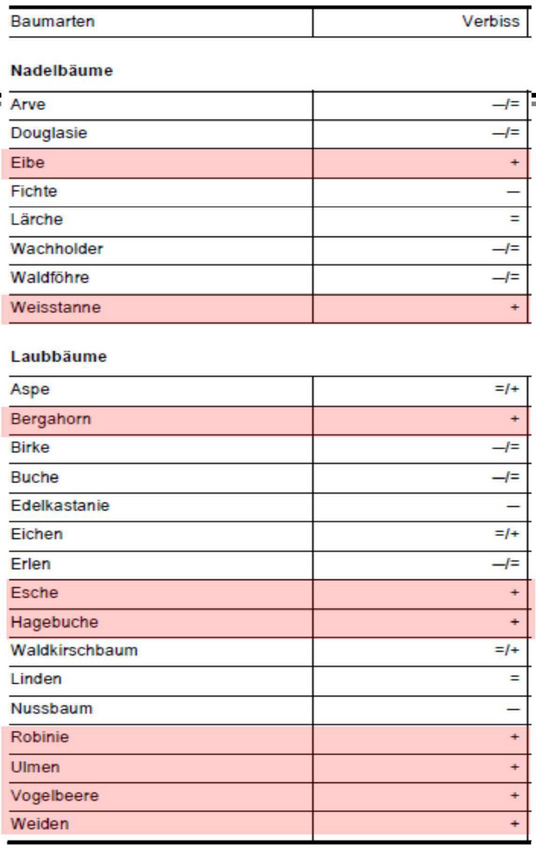 Baumarten Verbiss
Nadelbäume
Arve —/=
Douglasie —/=
Eibe +
Fichte —
Lärche =
Wachholder —/=
Waldföhre —/=
Weisstanne +
Laubbäume
Aspe =/+
Bergahorn +
Birke —/=
Buche —/=
Edelkastanie —
Eichen =/+
Erlen —/=
Esche +
Hagebuche +
Waldkirschbaum =/+
Linden =
Nussbaum —
Robinie +
Ulmen +
Vogelbeere +
Weiden +